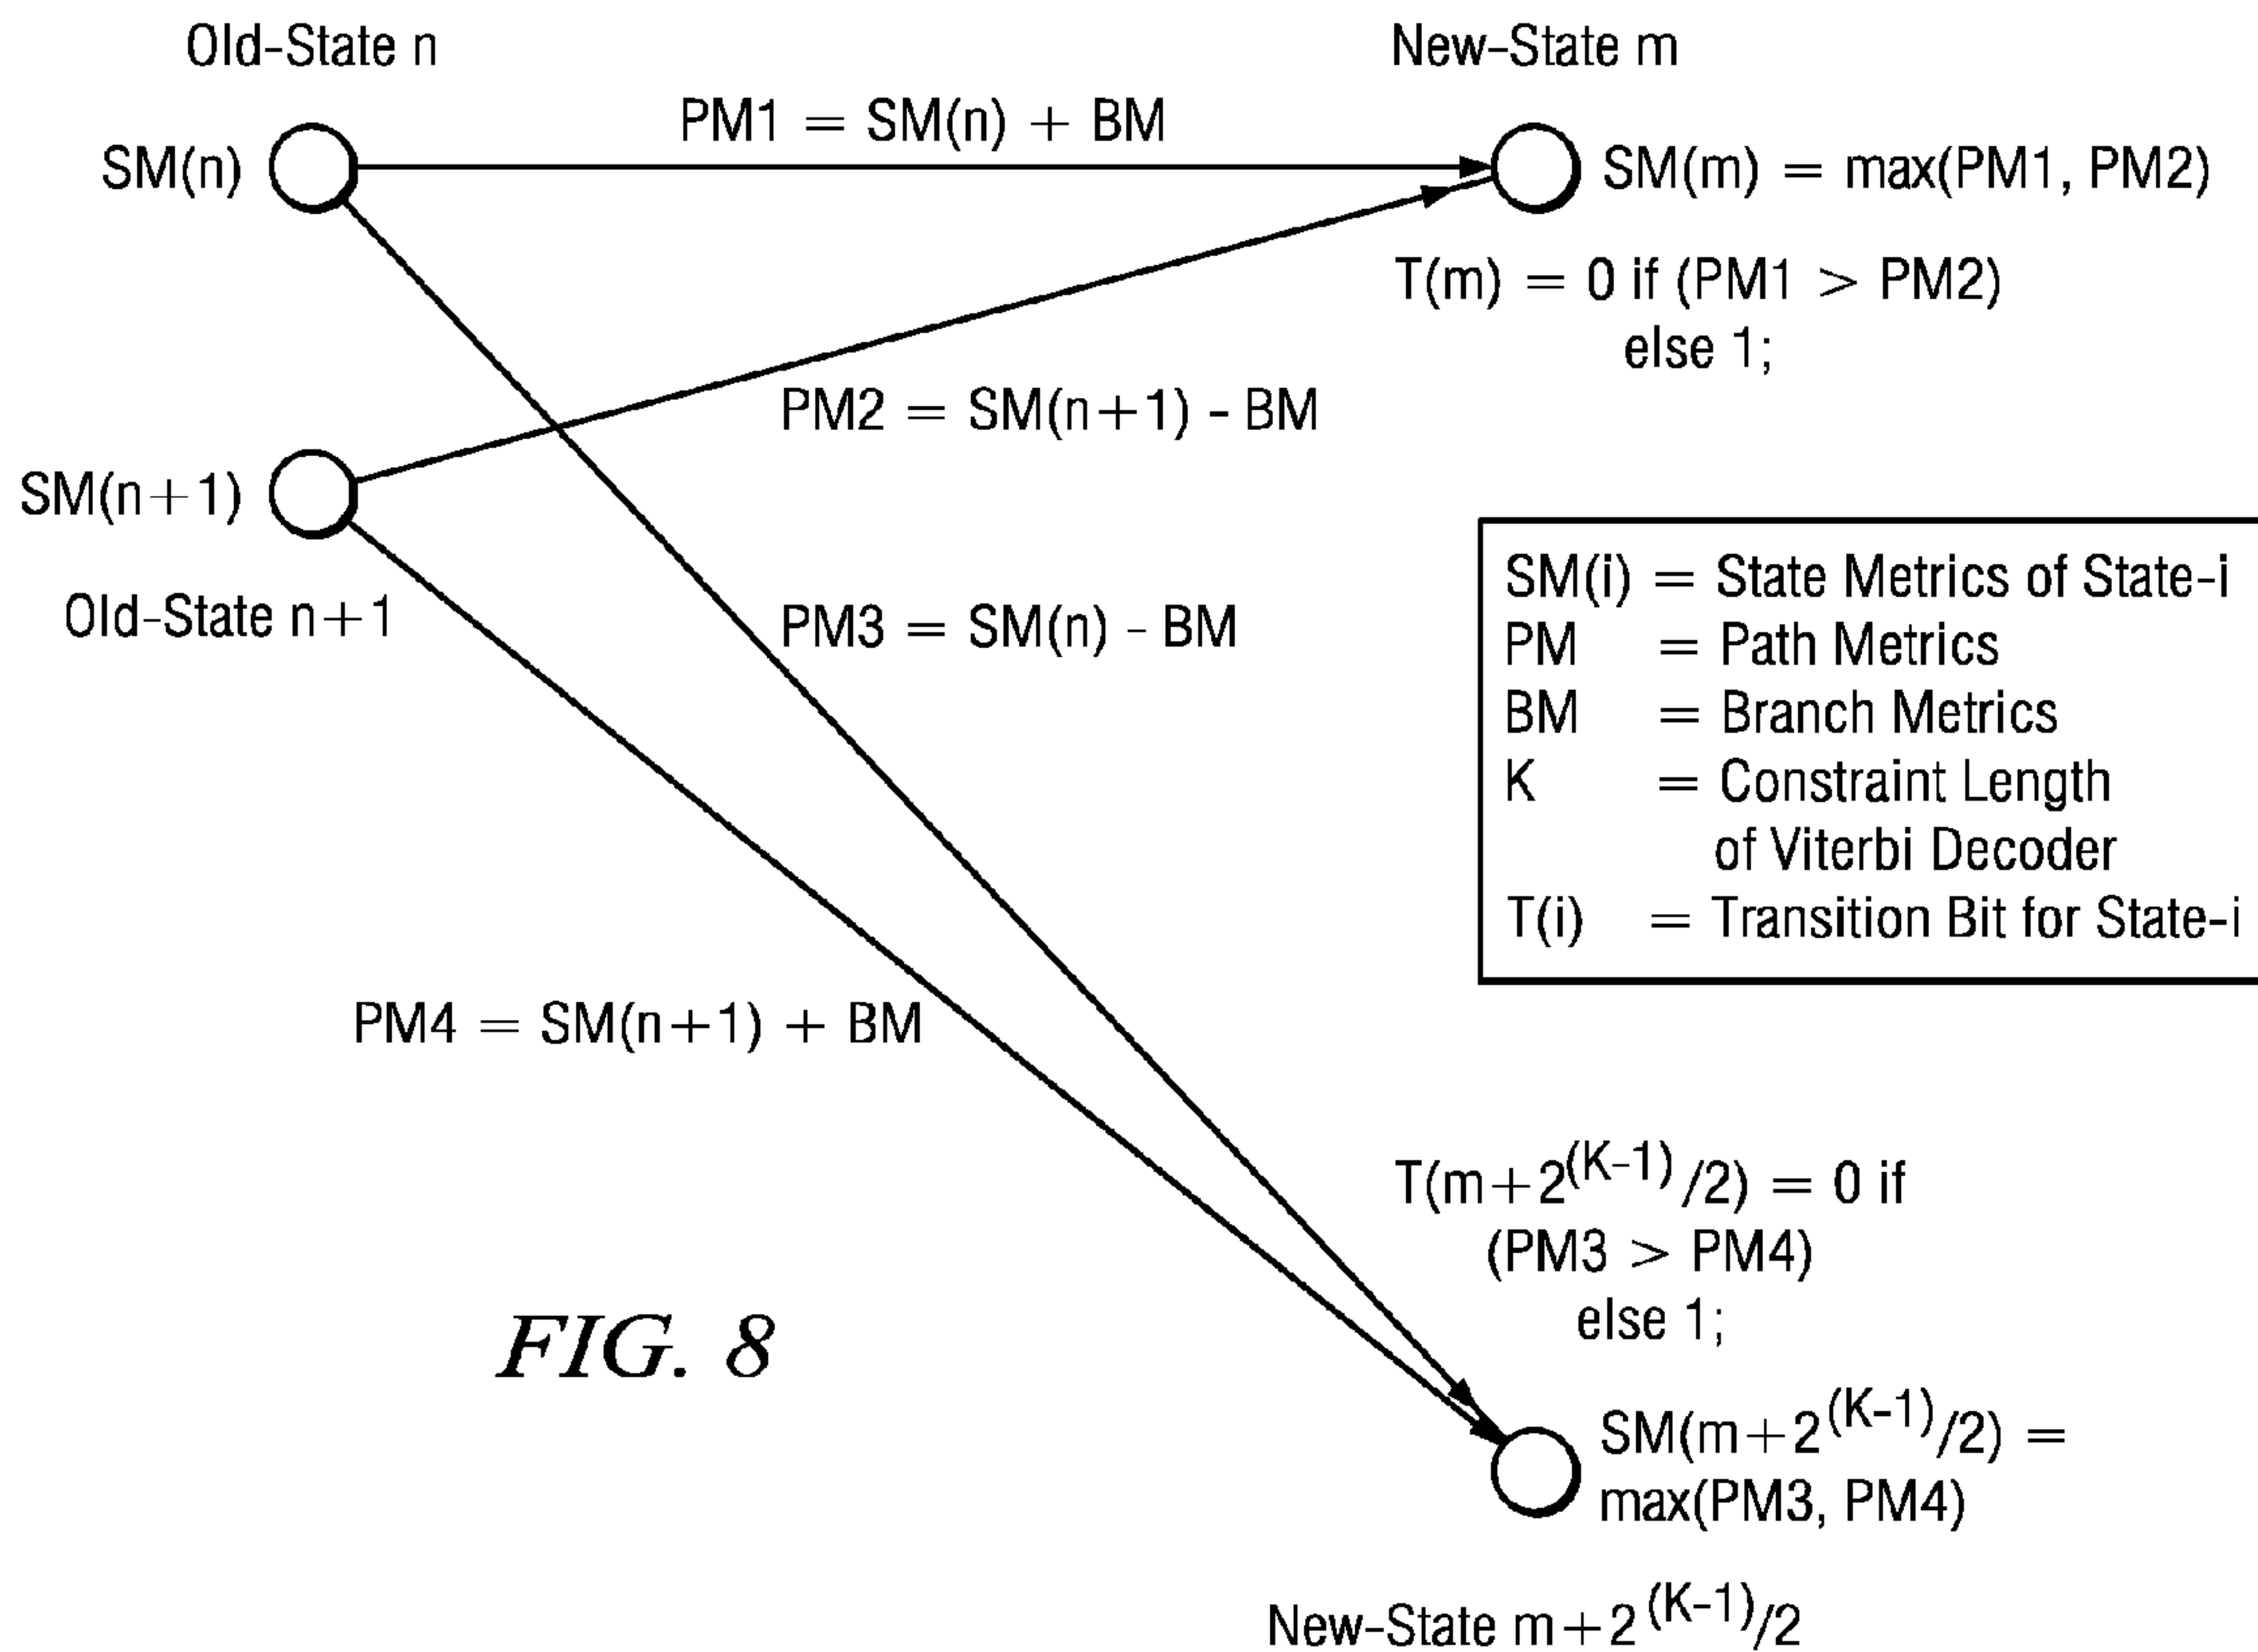 Old-State n
New-State m
PM1 = SM(n) + BM
SM(n)
SM(m) = max(PM1, PM2)
T(m) = 0 if (PM1 > PM2)
else 1;
PM2 = SM(n+1) - BM
SM(n+1)
Old-State n+1
PM3 = SM(n) - BM
SM(i) = State Metrics of State-i
PM = Path Metrics
BM = Branch Metrics
K = Constraint Length
of Viterbi Decoder
T(i) = Transition Bit for State-i
PM4 = SM(n+1) + BM
T(m+2^(K-1)/2) = 0 if
(PM3 > PM4)
else 1;
FIG. 8
SM(m+2^(K-1)/2) =
max(PM3, PM4)
New-State m+2^(K-1)/2